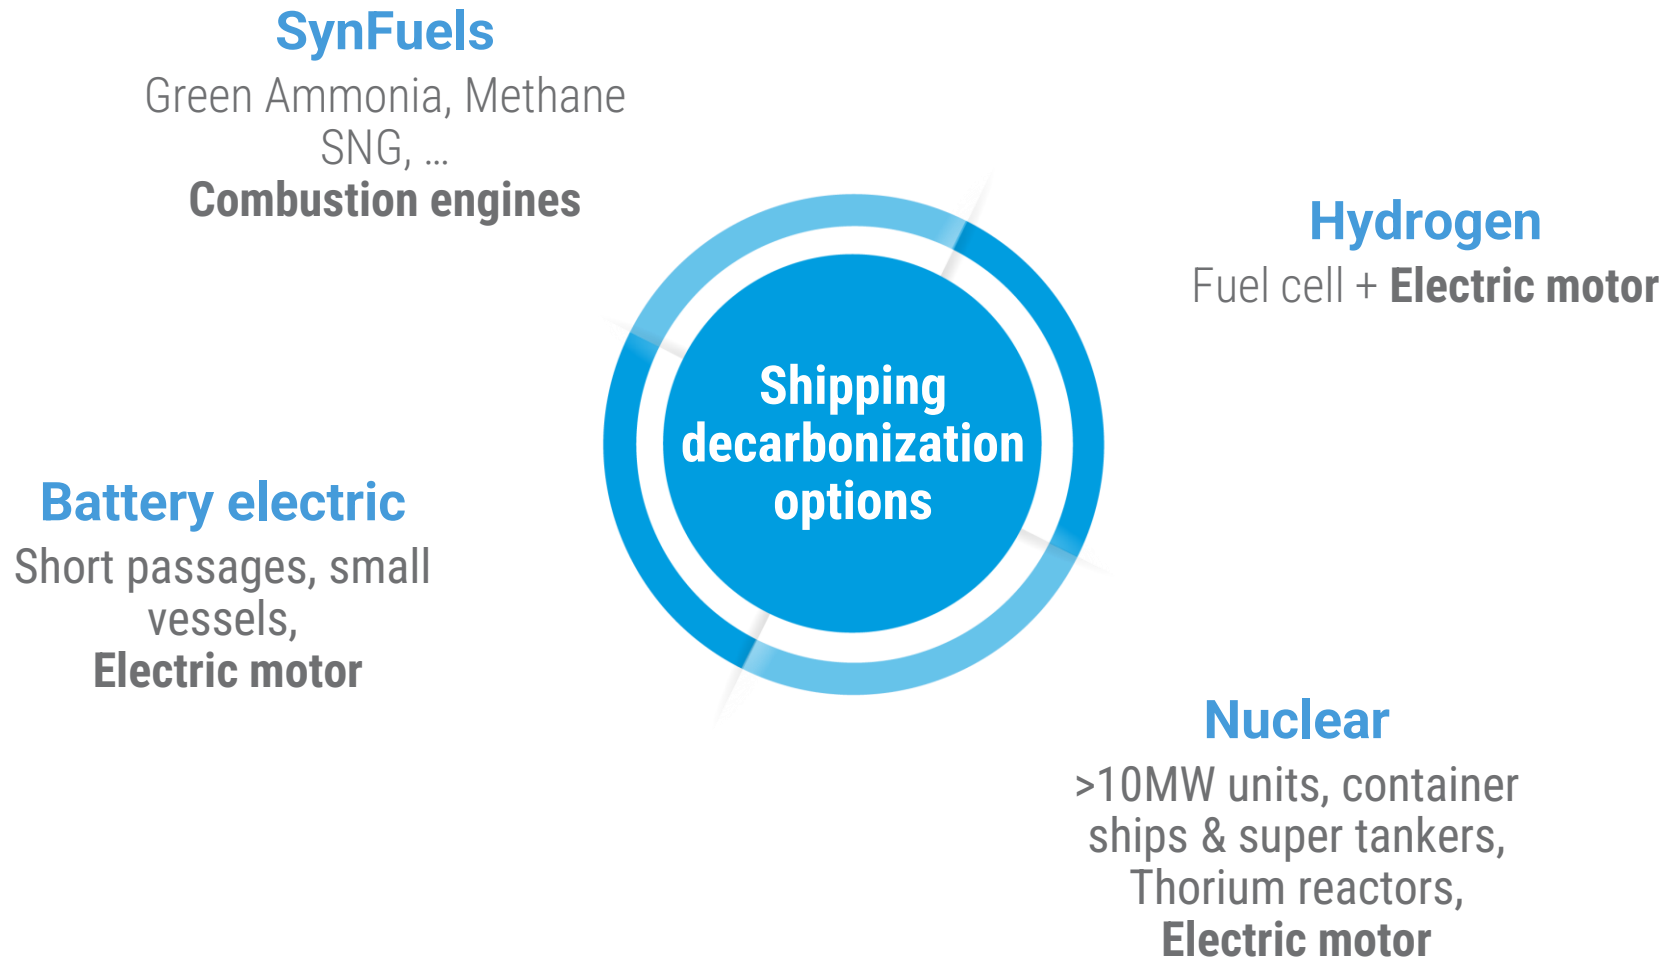 SynFuels
Green Ammonia, Methane
SNG, …
Combustion engines
Hydrogen
Fuel cell + Electric motor
Shipping
decarbonization
options
Battery electric
Short passages, small
vessels,
Electric motor
Nuclear
>10MW units, container
ships & super tankers,
Thorium reactors,
Electric motor